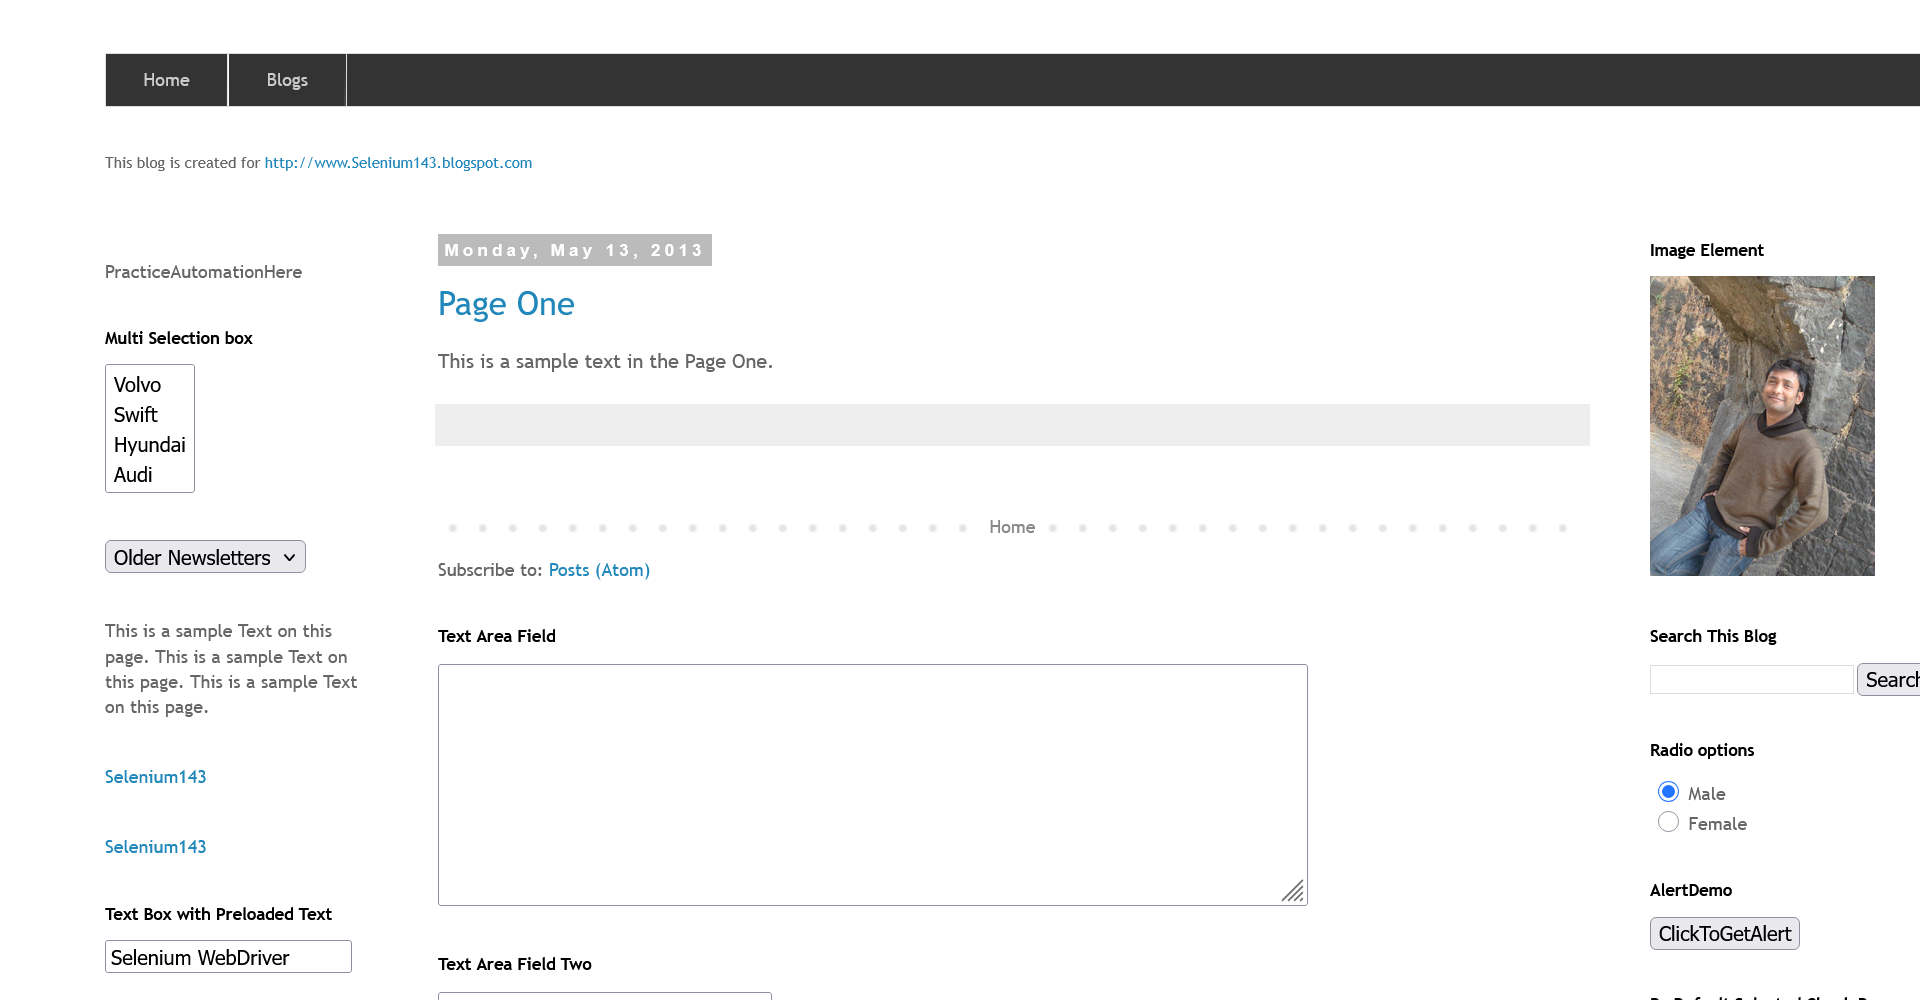 Home
Blogs
This blog is created for http://www.Selenium143.blogspot.com
PracticeAutomationHere
Multi Selection box
Volvo
Swift
Hyundai
Audi
Older Newsletters
This is a sample Text on this
page. This is a sample Text on
this page. This is a sample Text
on this page.
Selenium143
Selenium143
Text Box with Preloaded Text
Selenium WebDriver
Monday, May 13, 2013
Page One
This is a sample text in the Page One.
Home
Subscribe to: Posts (Atom)
Text Area Field
Text Area Field Two
Image Element
Search This Blog
Search
Radio options
Male
Female
AlertDemo
ClickToGetAlert